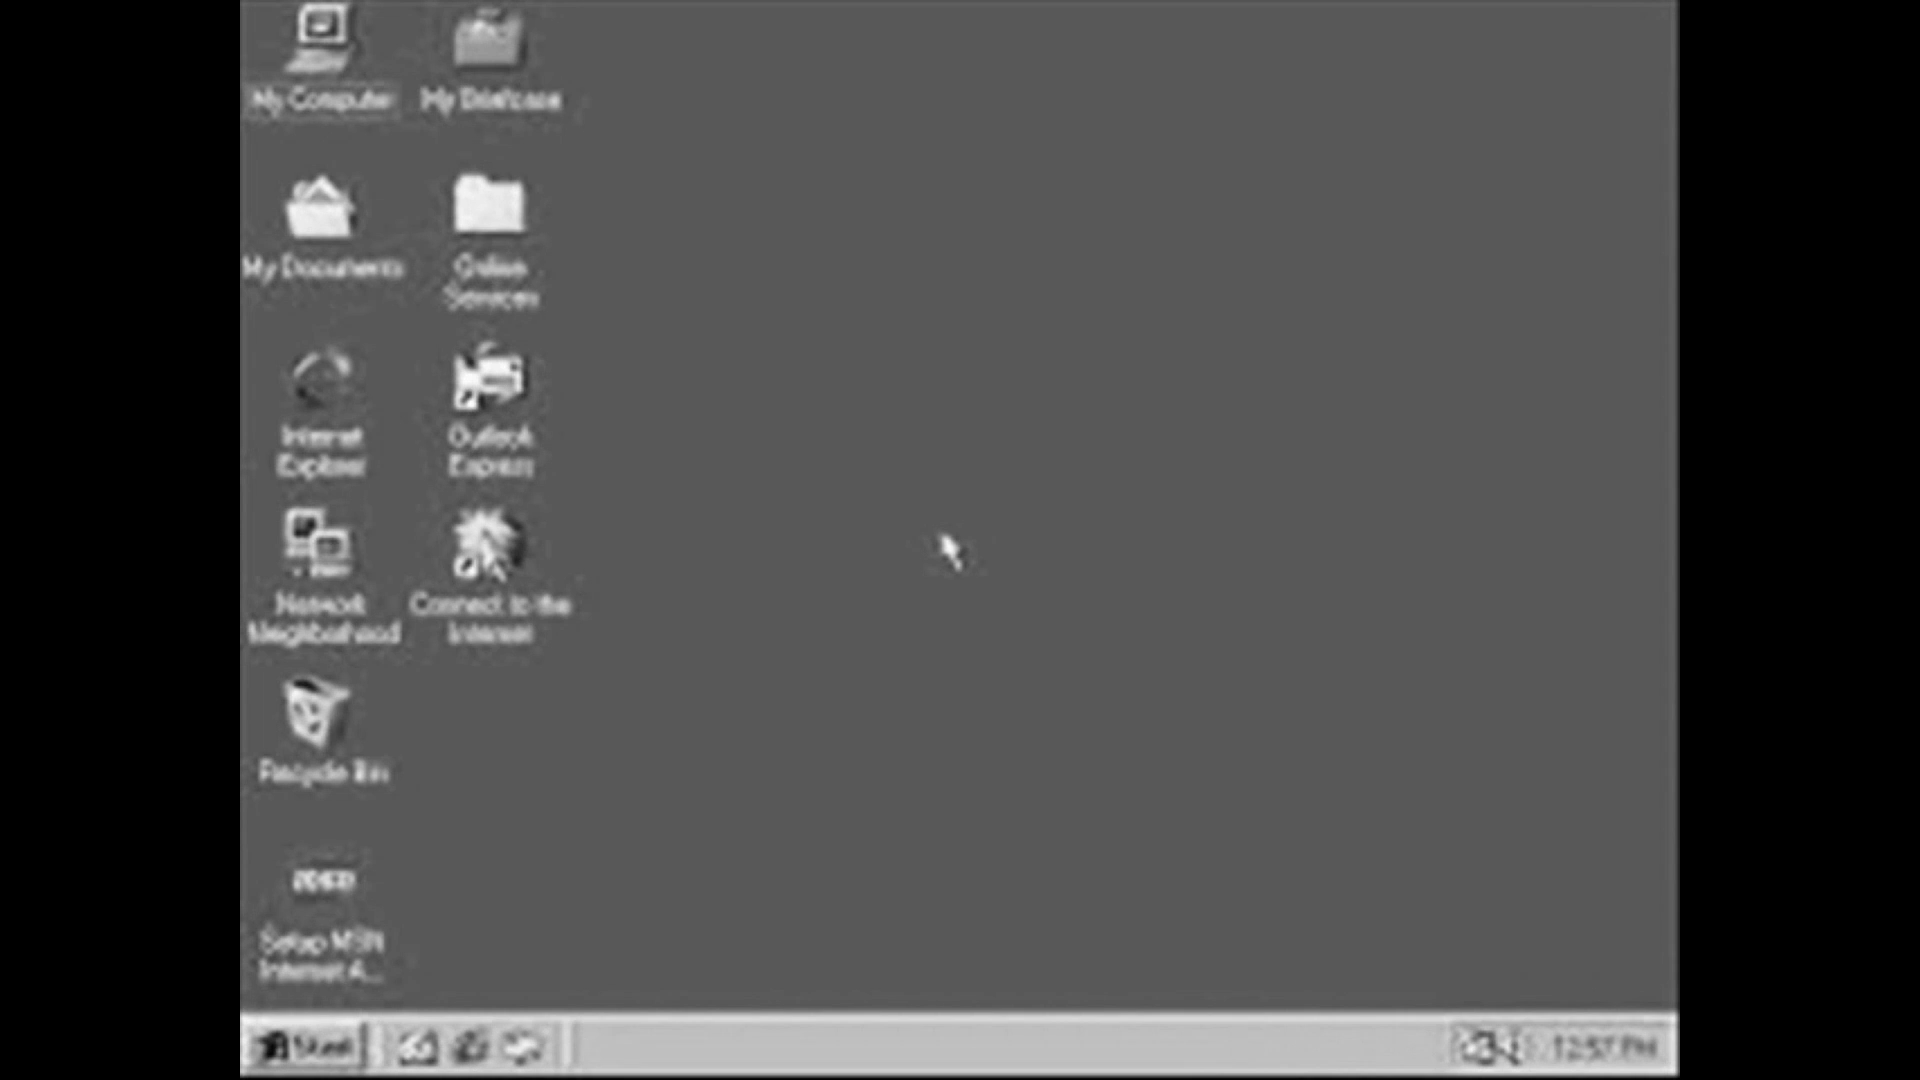 My Computer
My Briefcase
My Documents
Online
Services
Internet
Explorer
Outlook
Express
Network
Neighborhood
Connect to the
Internet
Recycle Bin
msn
Setup MSN
Internet A...
Start
12:57 PM